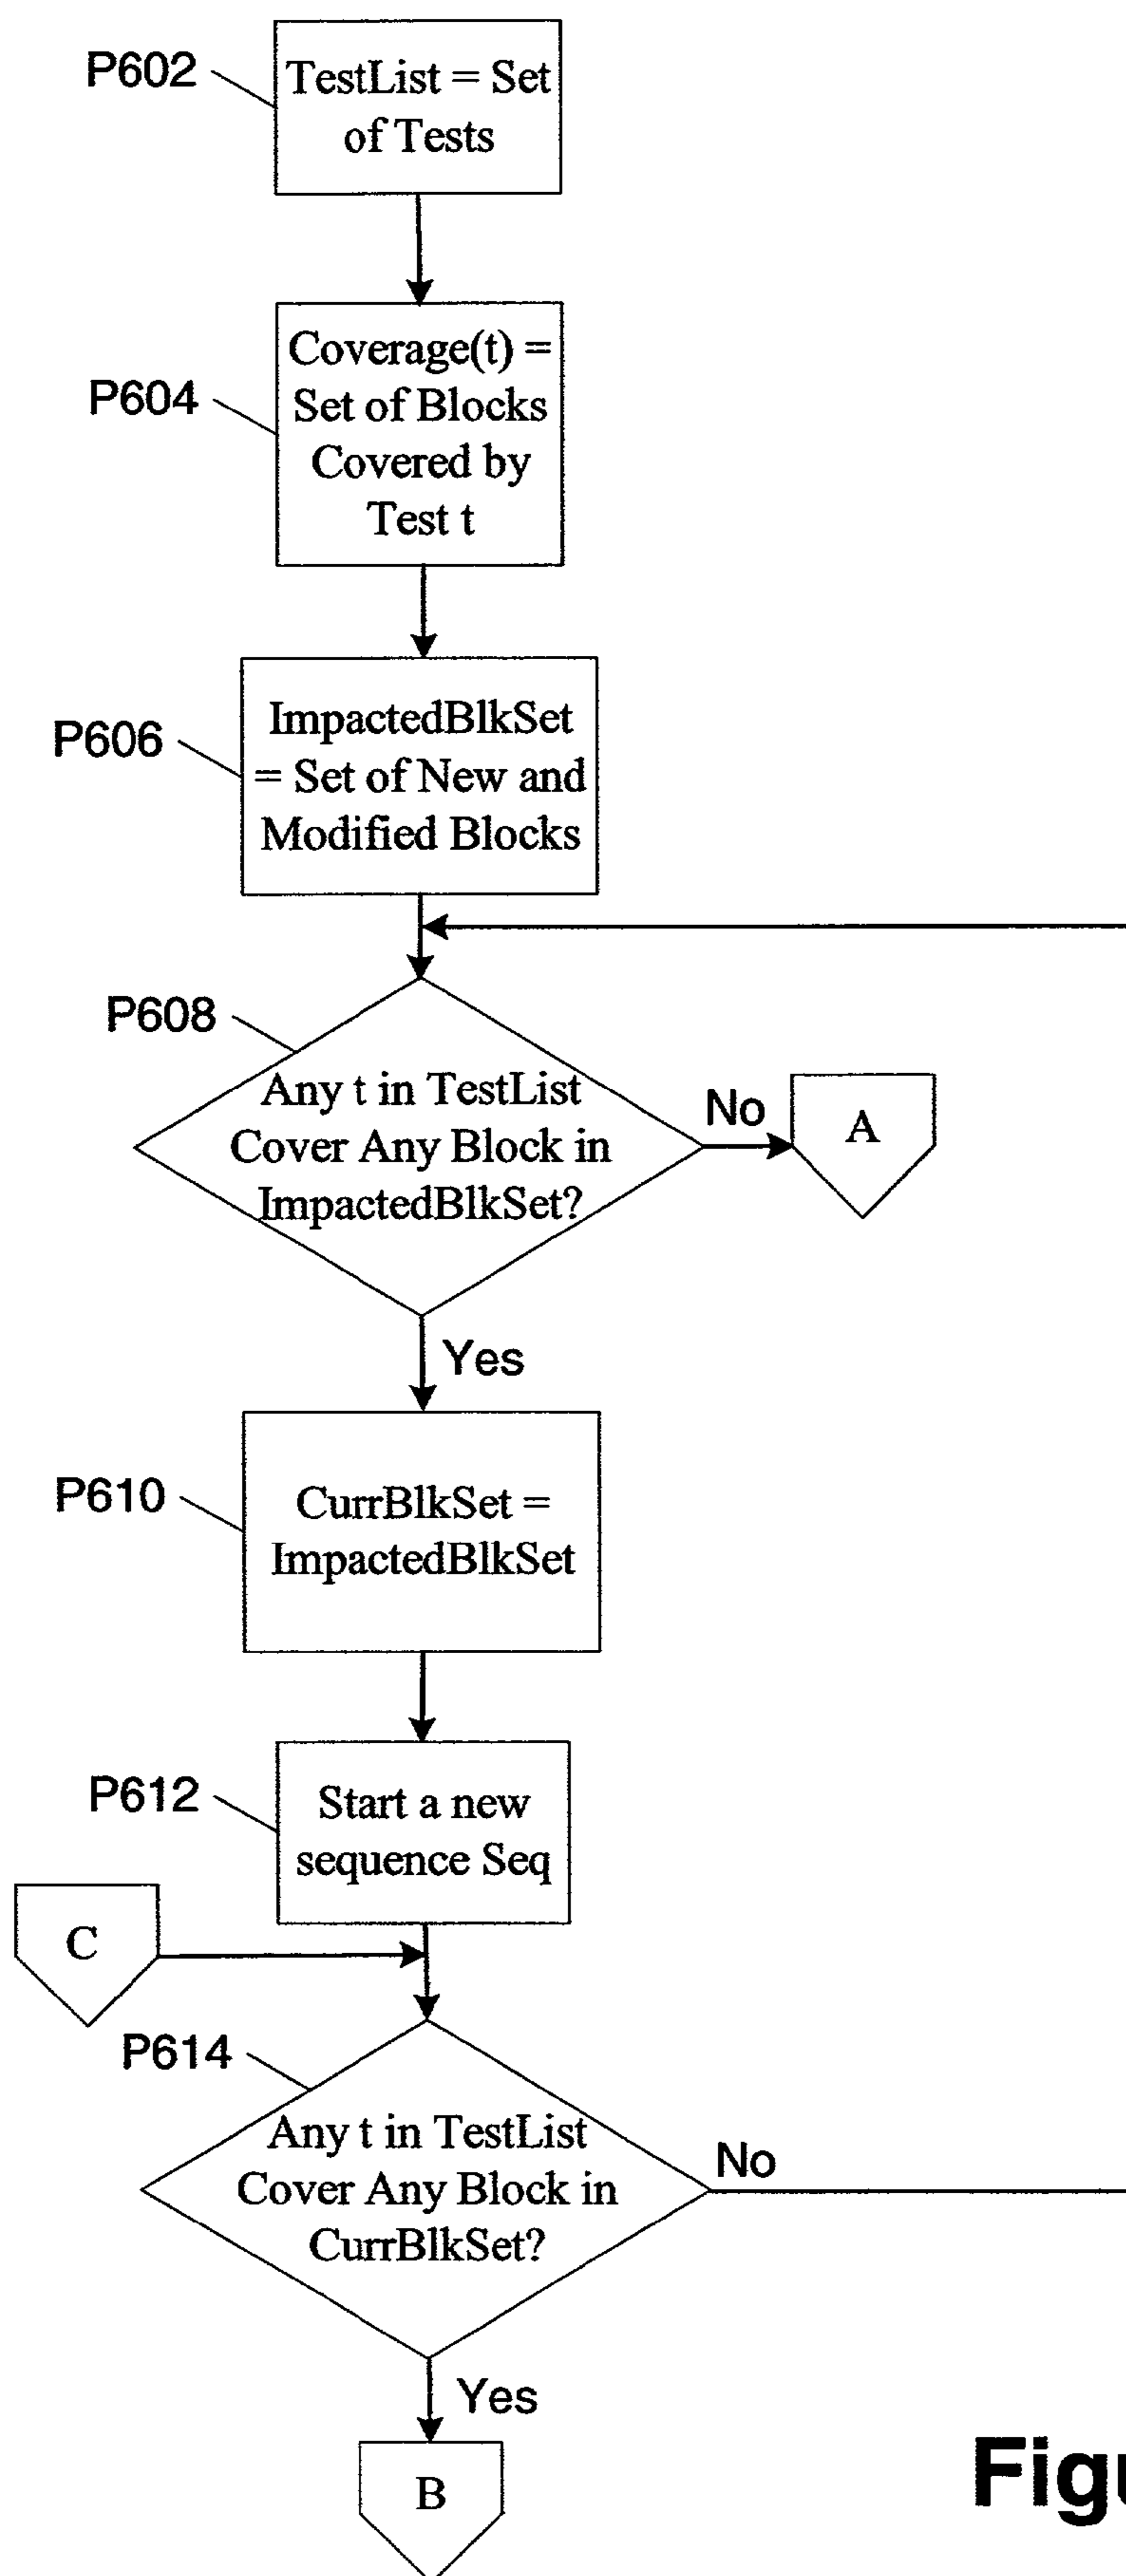 P602
TestList = Set
of Tests
P604
Coverage(t) =
Set of Blocks
Covered by
Test t
P606
ImpactedBlkSet
= Set of New and
Modified Blocks
P608
Any t in TestList
Cover Any Block in
ImpactedBlkSet?
No
A
Yes
P610
CurrBlkSet =
ImpactedBlkSet
P612
Start a new
sequence Seq
C
P614
Any t in TestList
Cover Any Block in
CurrBlkSet?
No
Yes
B